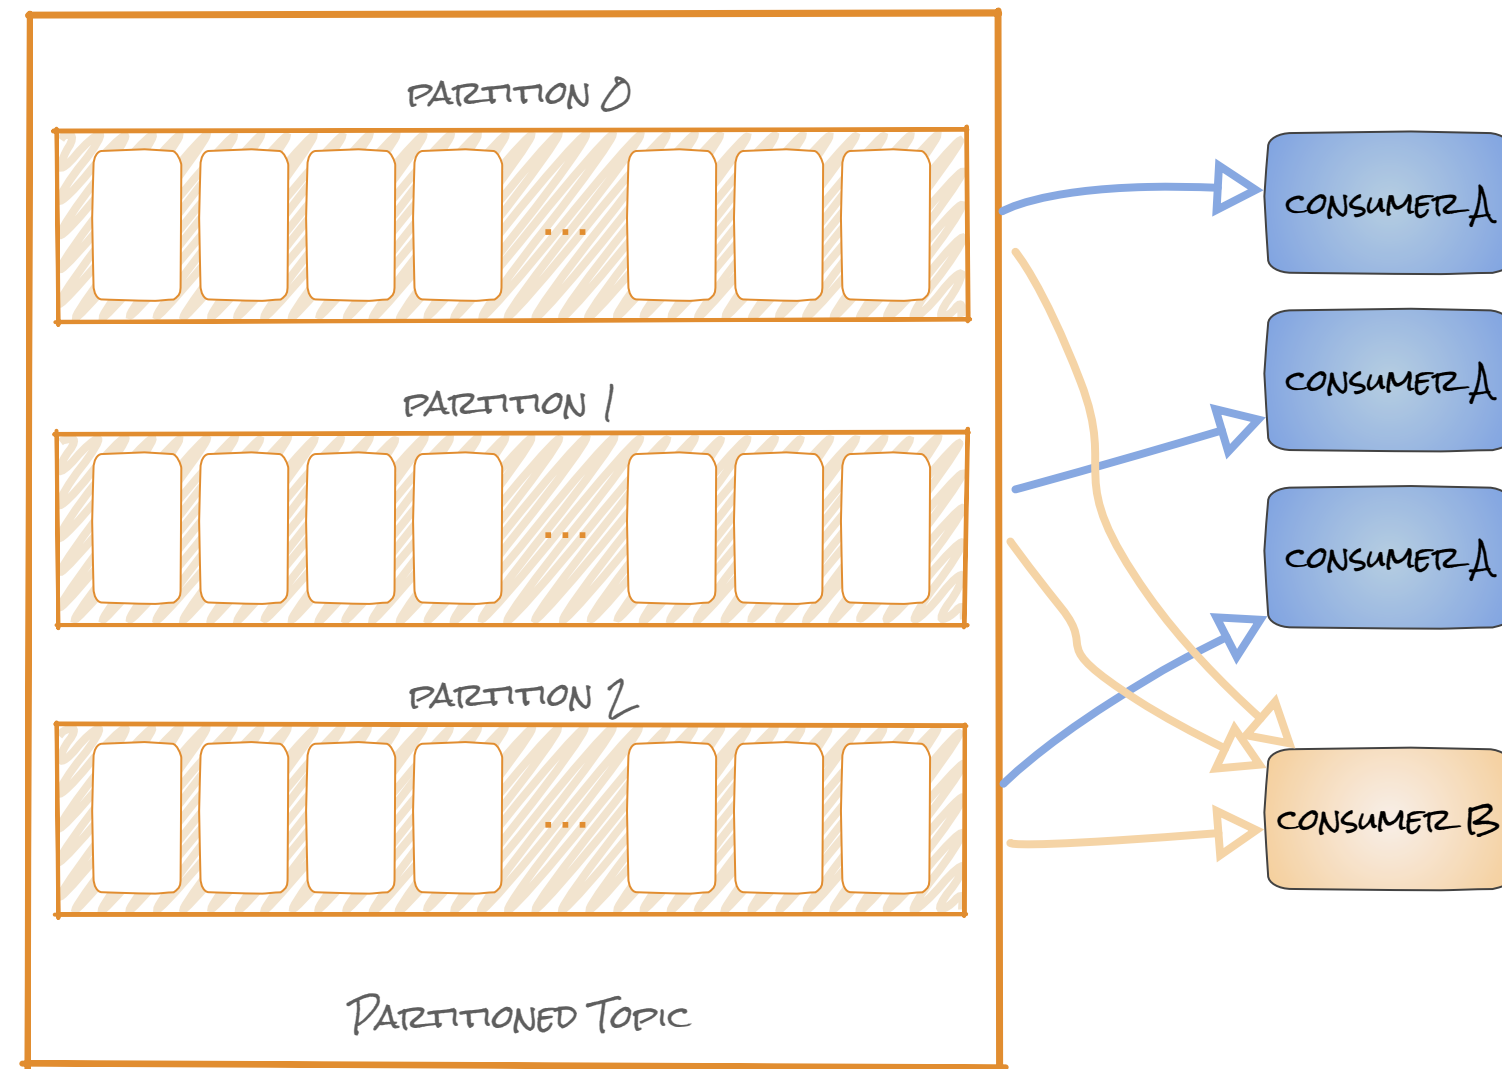 PARTITION 0
...
CONSUMER A
PARTITION 1
...
CONSUMER A
CONSUMER A
PARTITION 2
...
CONSUMER B
PARTITIONED TOPIC